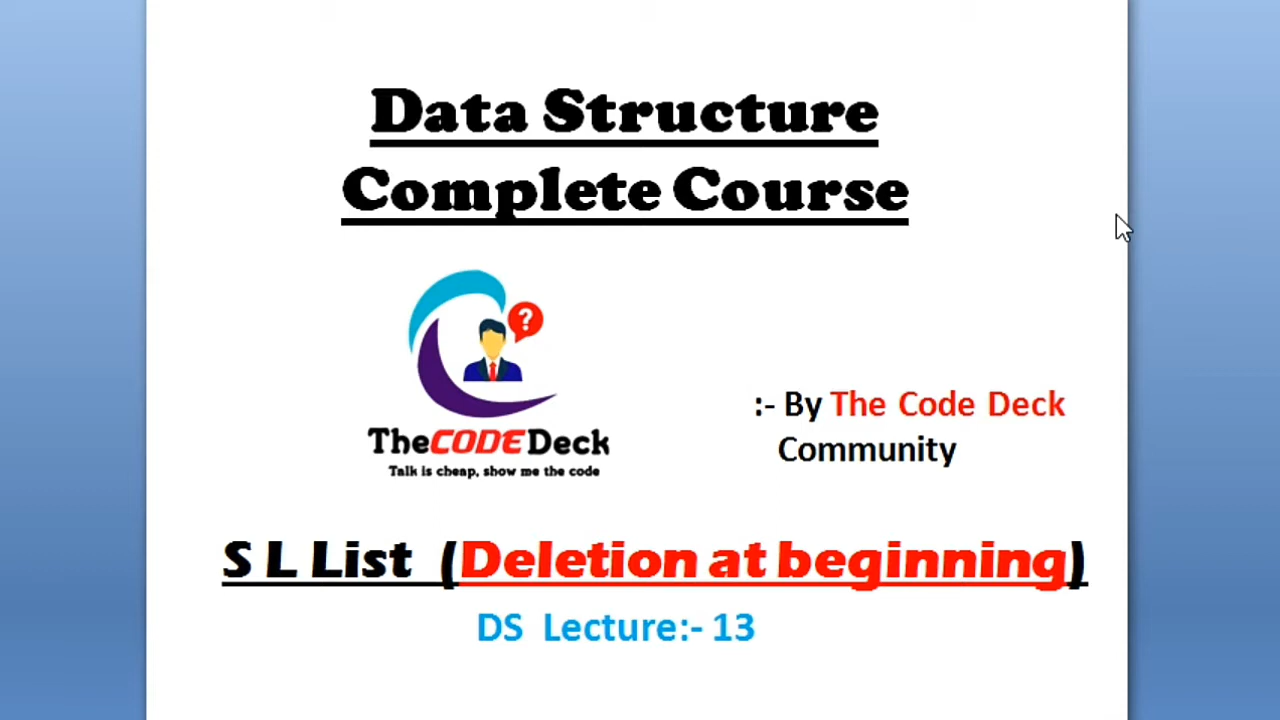 Data Structure
Complete Course
?
TheCODEDeck
Talk is cheap, show me the code
:- By The Code Deck
Community
S L List (Deletion at beginning)
DS Lecture:- 13